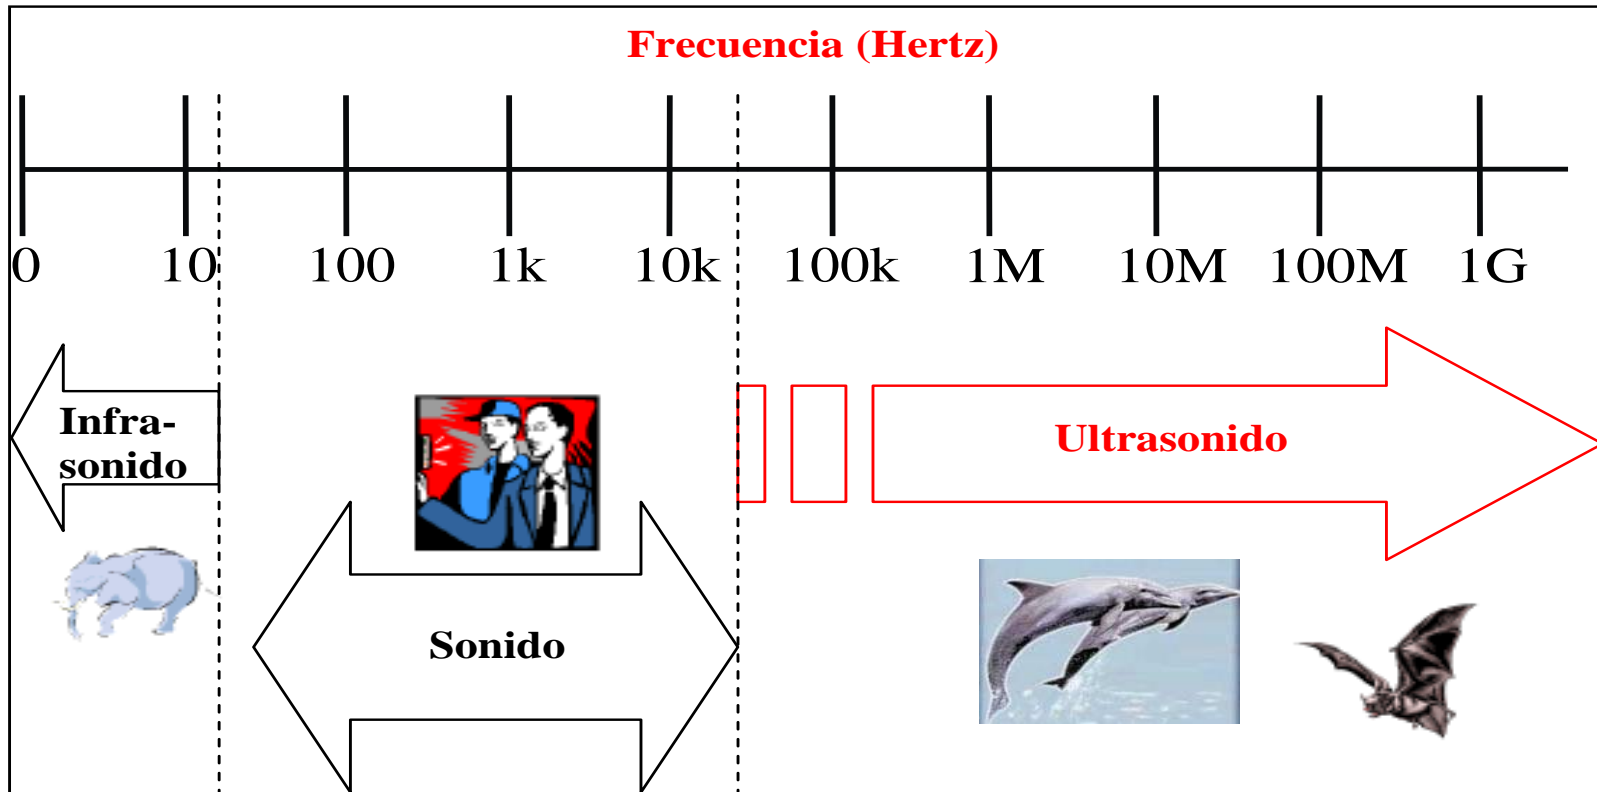 Frecuencia (Hertz)
0 10 100 1k 10k 100k 1M 10M 100M 1G
Infra-
sonido
Ultrasonido
Sonido